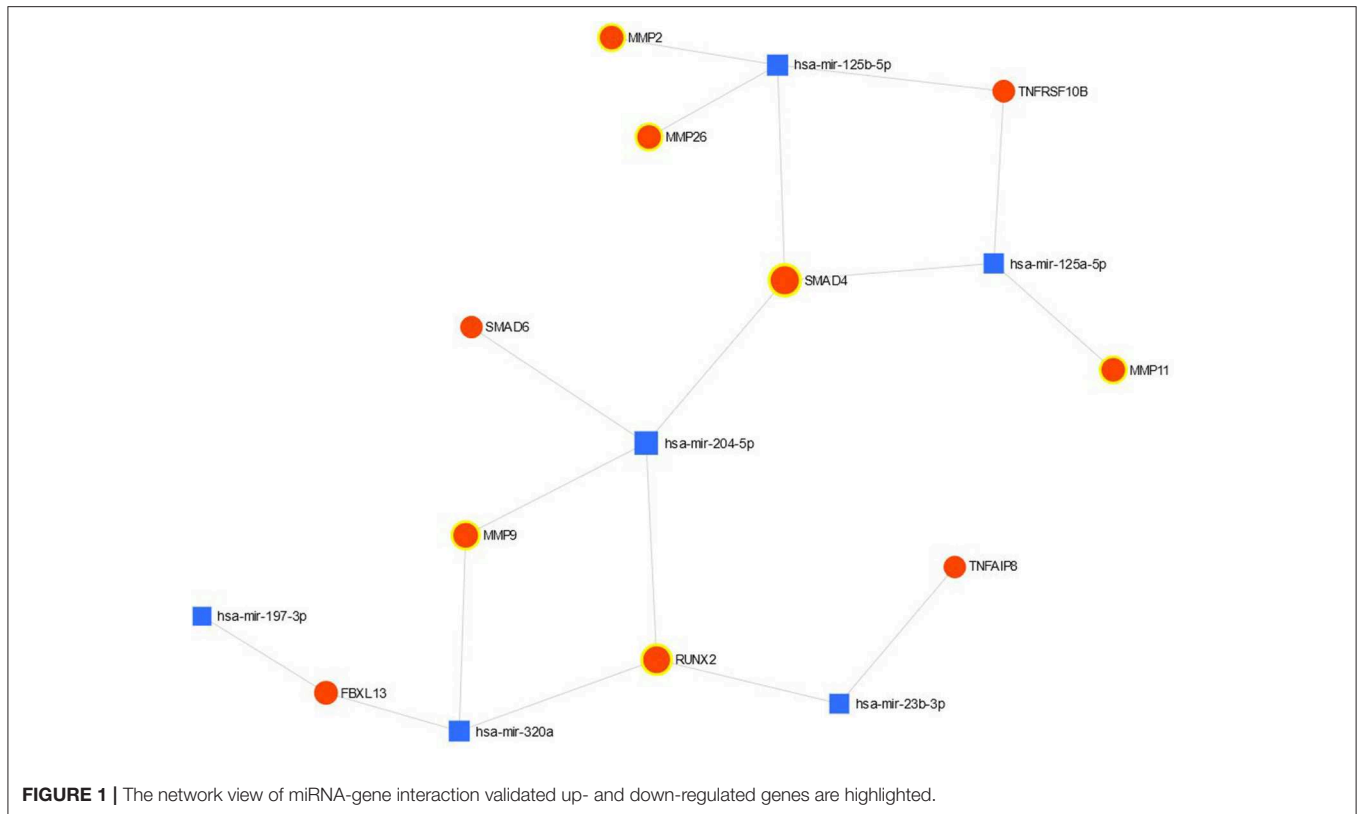 MMP2
hsa-mir-125b-5p
TNFRSF10B
MMP26
hsa-mir-125a-5p
SMAD4
SMAD6
MMP11
hsa-mir-204-5p
MMP9
TNFAIP8
hsa-mir-197-3p
RUNX2
FBXL13
hsa-mir-23b-3p
hsa-mir-320a
FIGURE 1 | The network view of miRNA-gene interaction validated up- and down-regulated genes are highlighted.